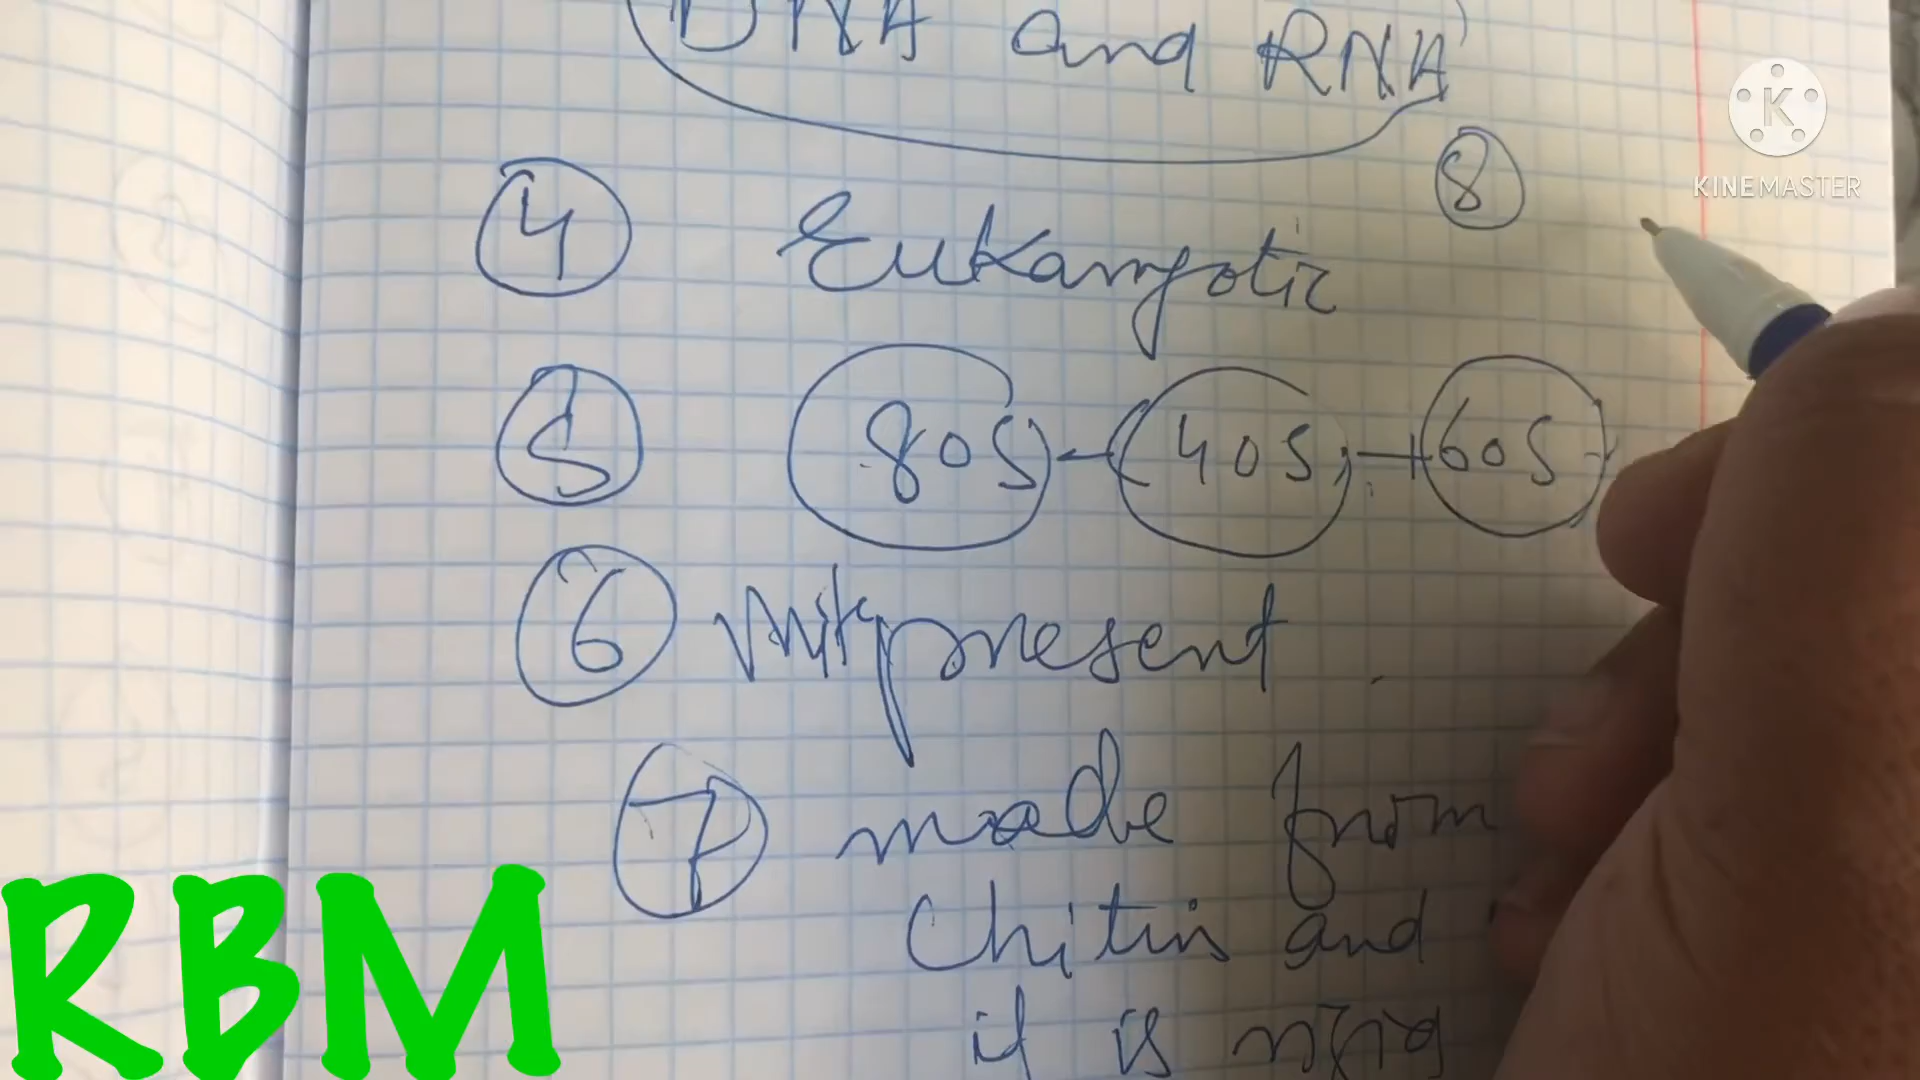 DNA and RNA
8
4 Eukaryotic
5 80S - (40S) + 60S
6 present
7 made from
Chitin and
it is rigid
K
KINEMASTER
RBM